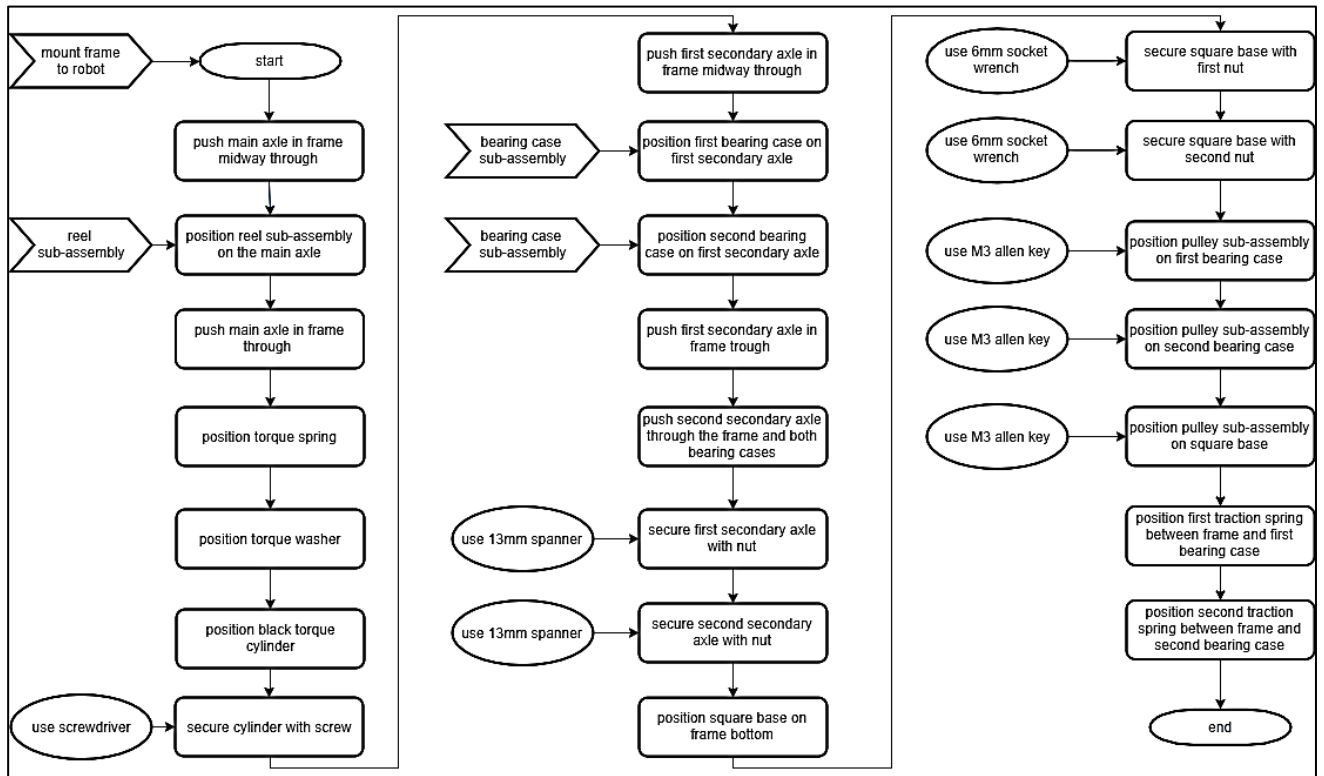 mount frame
to robot
start
push main axle in frame
midway through
reel
sub-assembly
position reel sub-assembly
on the main axle
push main axle in frame
through
position torque spring
position torque washer
position black torque
cylinder
use screwdriver
secure cylinder with screw
push first secondary axle in
frame midway through
bearing case
sub-assembly
position first bearing case on
first secondary axle
bearing case
sub-assembly
position second bearing
case on first secondary axle
push first secondary axle in
frame trough
push second secondary axle
through the frame and both
bearing cases
use 13mm spanner
secure first secondary axle
with nut
use 13mm spanner
secure second secondary
axle with nut
position square base on
frame bottom
use 6mm socket
wrench
secure square base with
first nut
use 6mm socket
wrench
secure square base with
second nut
use M3 allen key
position pulley sub-assembly
on first bearing case
use M3 allen key
position pulley sub-assembly
on second bearing case
use M3 allen key
position pulley sub-assembly
on square base
position first traction spring
between frame and first
bearing case
position second traction
spring between frame and
second bearing case
end